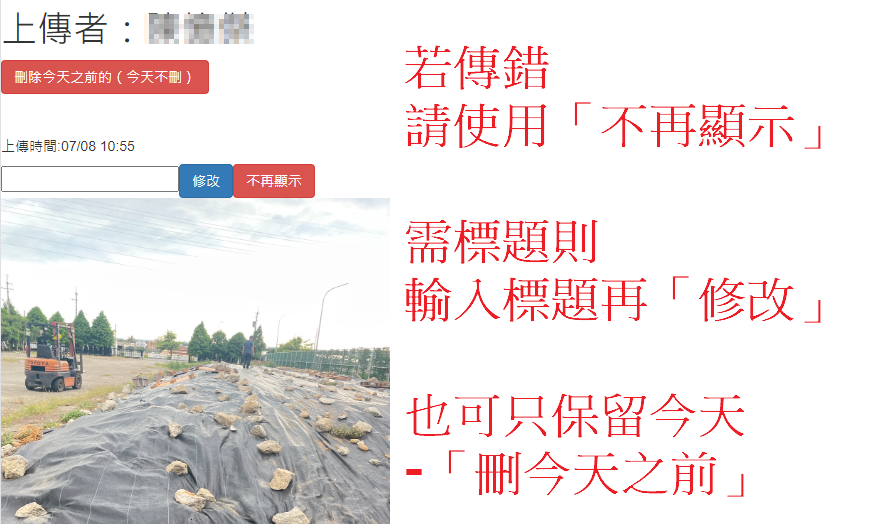 上傳者：
刪除今天之前的（今天不刪）
上傳時間:07/08 10:55
修改
不再顯示
TOYOTA
若傳錯
請使用「不再顯示」
需標題則
輸入標題再「修改」
也可只保留今天
-「刪今天之前」